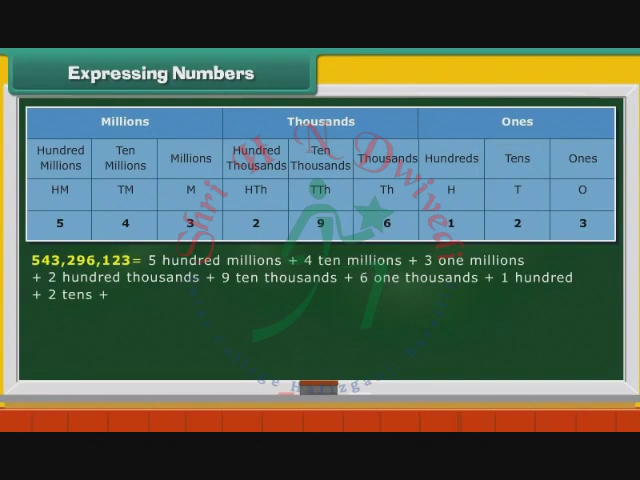 Expressing Numbers
Millions Thousands Ones
Hundred Millions Ten Millions Millions Hundred Thousands Ten Thousands Thousands Hundreds Tens Ones
HM TM M HTh TTh Th H T O
5 4 3 2 9 6 1 2 3
543,296,123= 5 hundred millions + 4 ten millions + 3 one millions
+ 2 hundred thousands + 9 ten thousands + 6 one thousands + 1 hundred
+ 2 tens +
Shri H N Dwivedi